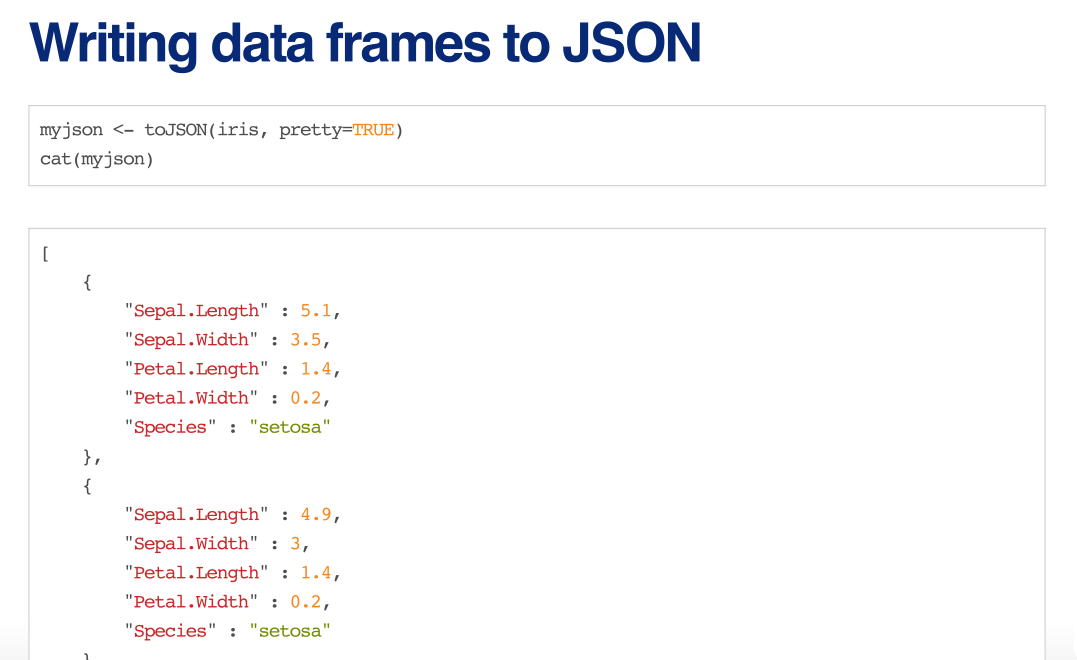 Writing data frames to JSON
myjson <- toJSON(iris, pretty=TRUE)
cat(myjson)
[
    {
        "Sepal.Length" : 5.1,
        "Sepal.Width" : 3.5,
        "Petal.Length" : 1.4,
        "Petal.Width" : 0.2,
        "Species" : "setosa"
    },
    {
        "Sepal.Length" : 4.9,
        "Sepal.Width" : 3,
        "Petal.Length" : 1.4,
        "Petal.Width" : 0.2,
        "Species" : "setosa"
    }